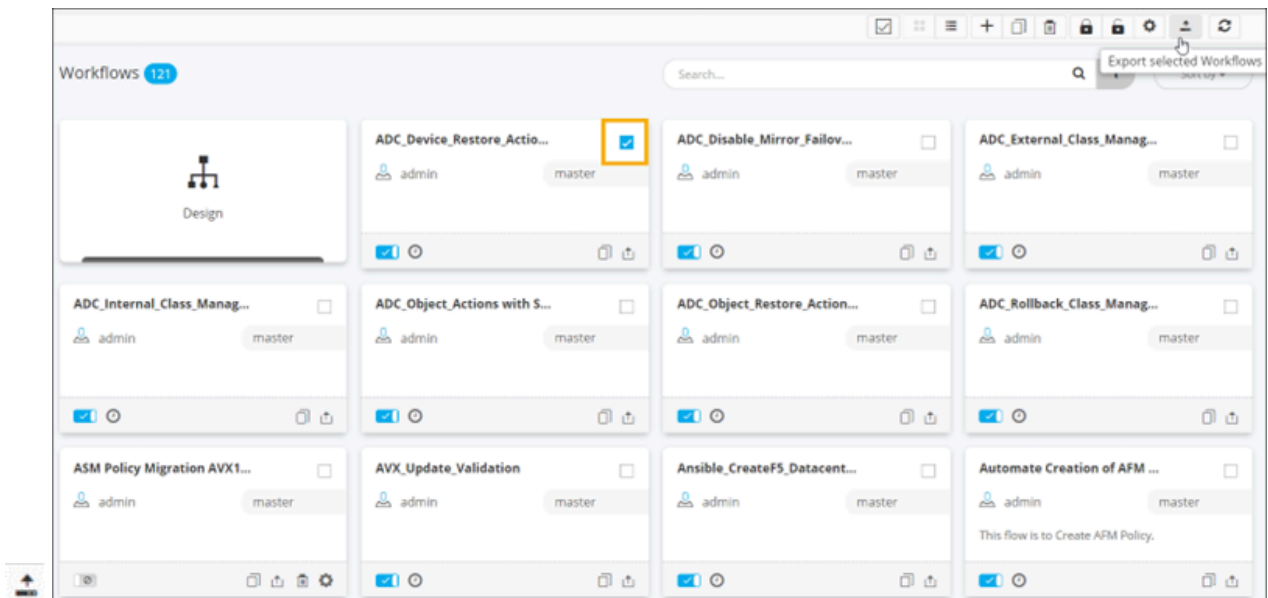 Export selected Workflows
Workflows 121
Search...
Sort by
Design
ADC_Device_Restore_Actio...
admin master
ADC_Disable_Mirror_Failov...
admin master
ADC_External_Class_Manag...
admin master
ADC_Internal_Class_Manag...
admin master
ADC_Object_Actions with S...
admin master
ADC_Object_Restore_Action...
admin master
ADC_Rollback_Class_Manag...
admin master
ASM Policy Migration AVX1...
admin master
AVX_Update_Validation
admin master
Ansible_CreateF5_Datacent...
admin master
Automate Creation of AFM ...
admin master
This flow is to Create AFM Policy.